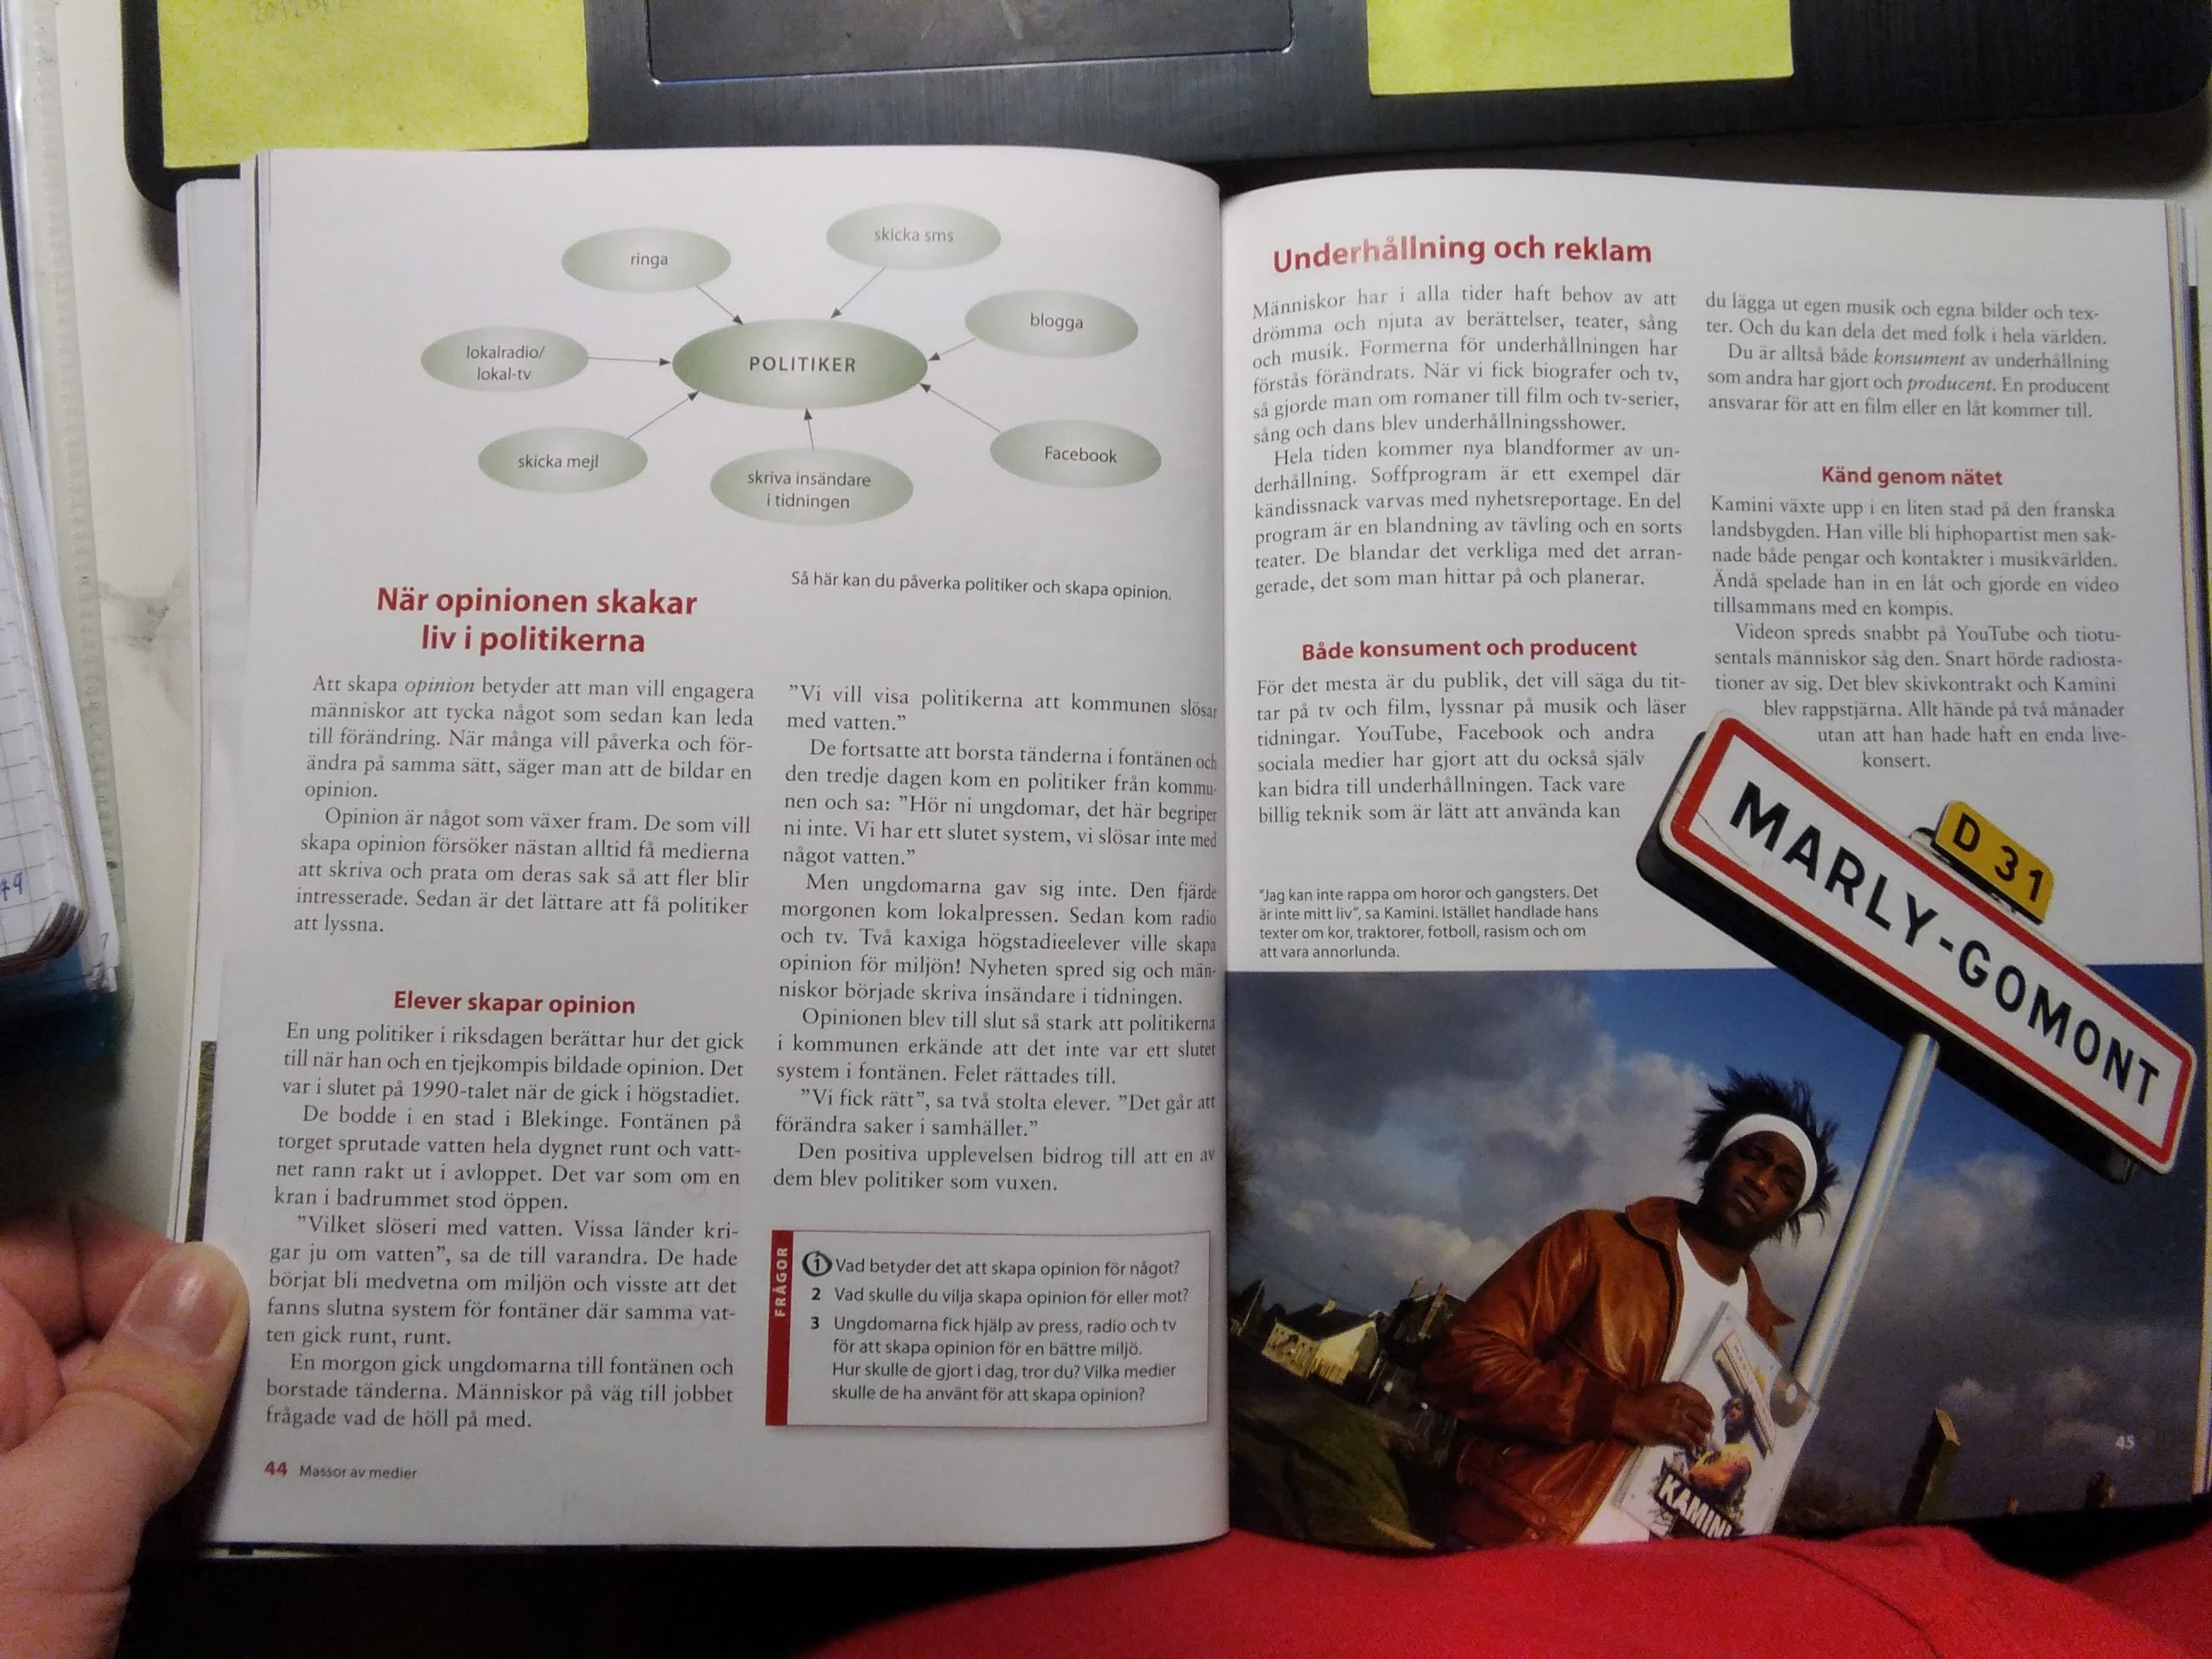 ringa
skicka sms
lokalradio/
lokal-tv
POLITIKER
blogga
skicka mejl
skriva insändare
i tidningen
Facebook
Så här kan du påverka politiker och skapa opinion.
När opinionen skakar
liv i politikerna
Att skapa opinion betyder att man vill engagera
människor att tycka något som sedan kan leda
till förändring. När många vill påverka och för-
ändra på samma sätt, säger man att de bildar en
opinion.
Opinion är något som växer fram. De som vill
skapa opinion försöker nästan alltid få medierna
att skriva och prata om deras sak så att fler blir
intresserade. Sedan är det lättare att få politiker
att lyssna.
Elever skapar opinion
En ung politiker i riksdagen berättar hur det gick
till när han och en tjejkompis bildade opinion. Det
var i slutet på 1990-talet när de gick i högstadiet.
De bodde i en stad i Blekinge. Fontänen på
torget sprutade vatten hela dygnet runt och vatt-
net rann rakt ut i avloppet. Det var som om en
kran i badrummet stod öppen.
”Vilket slöseri med vatten. Vissa länder kri-
gar ju om vatten”, sa de till varandra. De hade
börjat bli medvetna om miljön och visste att det
fanns slutna system för fontäner där samma vat-
ten gick runt, runt.
En morgon gick ungdomarna till fontänen och
borstade tänderna. Människor på väg till jobbet
frågade vad de höll på med.
”Vi vill visa politikerna att kommunen slösar
med vatten.”
De fortsatte att borsta tänderna i fontänen och
den tredje dagen kom en politiker från kommu-
nen och sa: ”Hör ni ungdomar, det här begriper
ni inte. Vi har ett slutet system, vi slösar inte med
något vatten.”
Men ungdomarna gav sig inte. Den fjärde
morgonen kom lokalpressen. Sedan kom radio
och tv. Två kaxiga högstadieelever ville skapa
opinion för miljön! Nyheten spred sig och män-
niskor började skriva insändare i tidningen.
Opinionen blev till slut så stark att politikerna
i kommunen erkände att det inte var ett slutet
system i fontänen. Felet rättades till.
”Vi fick rätt”, sa två stolta elever. ”Det går att
förändra saker i samhället.”
Den positiva upplevelsen bidrog till att en av
dem blev politiker som vuxen.
FRÅGOR
1 Vad betyder det att skapa opinion för något?
2 Vad skulle du vilja skapa opinion för eller mot?
3 Ungdomarna fick hjälp av press, radio och tv
för att skapa opinion för en bättre miljö.
Hur skulle de gjort i dag, tror du? Vilka medier
skulle de ha använt för att skapa opinion?
44 Massor av medier
Underhållning och reklam
Människor har i alla tider haft behov av att
drömma och njuta av berättelser, teater, sång
och musik. Formerna för underhållningen har
förstås förändrats. När vi fick biografer och tv,
så gjorde man om romaner till film och tv-serier,
sång och dans blev underhållningsshower.
Hela tiden kommer nya blandformer av un-
derhållning. Soffprogram är ett exempel där
kändissnack varvas med nyhetsreportage. En del
program är en blandning av tävling och en sorts
teater. De blandar det verkliga med det arran-
gerade, det som man hittar på och planerar.
Både konsument och producent
För det mesta är du publik, det vill säga du tit-
tar på tv och film, lyssnar på musik och läser
tidningar. YouTube, Facebook och andra
sociala medier har gjort att du också själv
kan bidra till underhållningen. Tack vare
billig teknik som är lätt att använda kan
du lägga ut egen musik och egna bilder och tex-
ter. Och du kan dela det med folk i hela världen.
Du är alltså både konsument av underhållning
som andra har gjort och producent. En producent
ansvarar för att en film eller en låt kommer till.
Känd genom nätet
Kamini växte upp i en liten stad på den franska
landsbygden. Han ville bli hiphopartist men sak-
nade både pengar och kontakter i musikvärlden.
Ändå spelade han in en låt och gjorde en video
tillsammans med en kompis.
Videon spreds snabbt på YouTube och tiotu-
sentals människor såg den. Snart hörde radiosta-
tioner av sig. Det blev skivkontrakt och Kamini
blev rappstjärna. Allt hände på två månader
utan att han hade haft en enda live-
konsert.
”Jag kan inte rappa om horor och gangsters. Det
är inte mitt liv”, sa Kamini. Istället handlade hans
texter om kor, traktorer, fotboll, rasism och om
att vara annorlunda.
D 31
MARLY-GOMONT
KAMINI
45